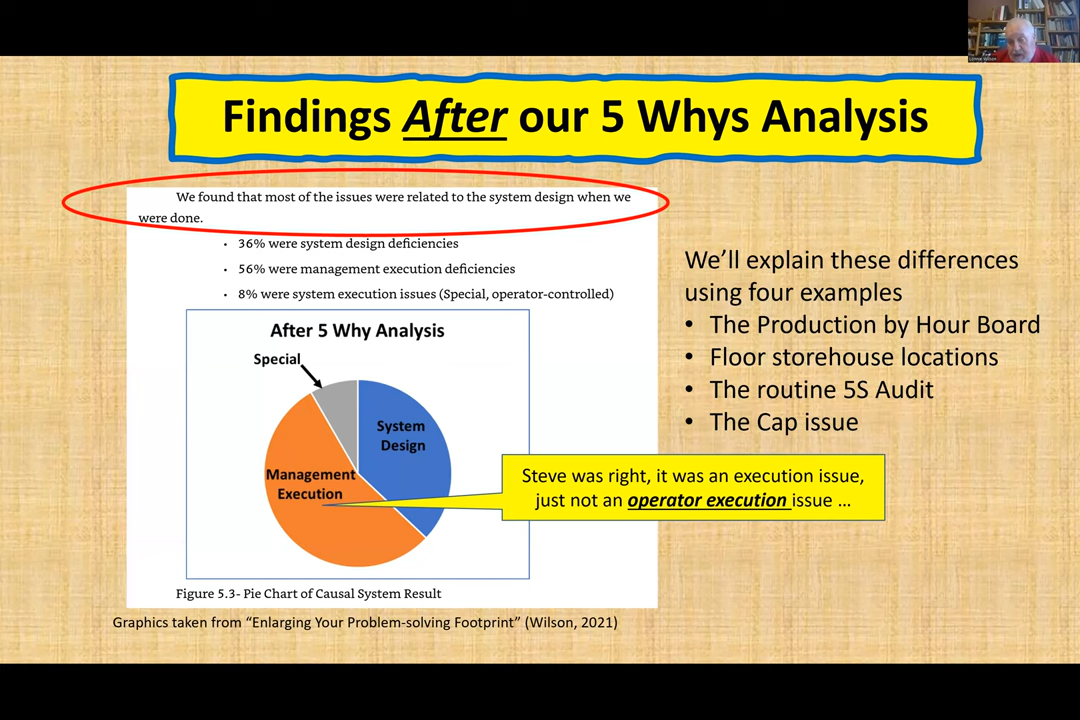 Lonnie Wilson
Findings After our 5 Whys Analysis
We found that most of the issues were related to the system design when we
were done.
• 36% were system design deficiencies
• 56% were management execution deficiencies
• 8% were system execution issues (Special, operator-controlled)
After 5 Why Analysis
Special
System
Design
Management
Execution
Figure 5.3- Pie Chart of Causal System Result
Graphics taken from “Enlarging Your Problem-solving Footprint” (Wilson, 2021)
We’ll explain these differences
using four examples
• The Production by Hour Board
• Floor storehouse locations
• The routine 5S Audit
• The Cap issue
Steve was right, it was an execution issue,
just not an operator execution issue ...